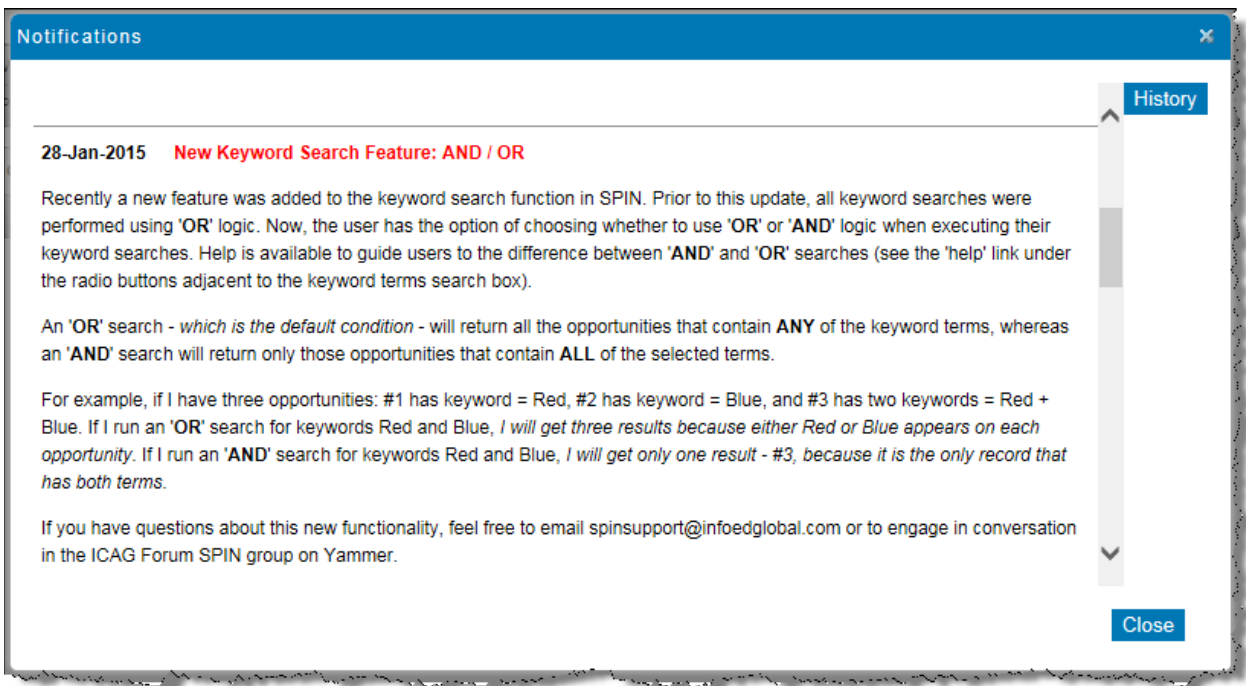 Notifications
History
28-Jan-2015 New Keyword Search Feature: AND / OR
Recently a new feature was added to the keyword search function in SPIN. Prior to this update, all keyword searches were
performed using 'OR' logic. Now, the user has the option of choosing whether to use 'OR' or 'AND' logic when executing their
keyword searches. Help is available to guide users to the difference between 'AND' and 'OR' searches (see the 'help' link under
the radio buttons adjacent to the keyword terms search box).
An 'OR' search - which is the default condition - will return all the opportunities that contain ANY of the keyword terms, whereas
an 'AND' search will return only those opportunities that contain ALL of the selected terms.
For example, if I have three opportunities: #1 has keyword = Red, #2 has keyword = Blue, and #3 has two keywords = Red +
Blue. If I run an 'OR' search for keywords Red and Blue, I will get three results because either Red or Blue appears on each
opportunity. If I run an 'AND' search for keywords Red and Blue, I will get only one result - #3, because it is the only record that
has both terms.
If you have questions about this new functionality, feel free to email spinsupport@infoedglobal.com or to engage in conversation
in the ICAG Forum SPIN group on Yammer.
Close